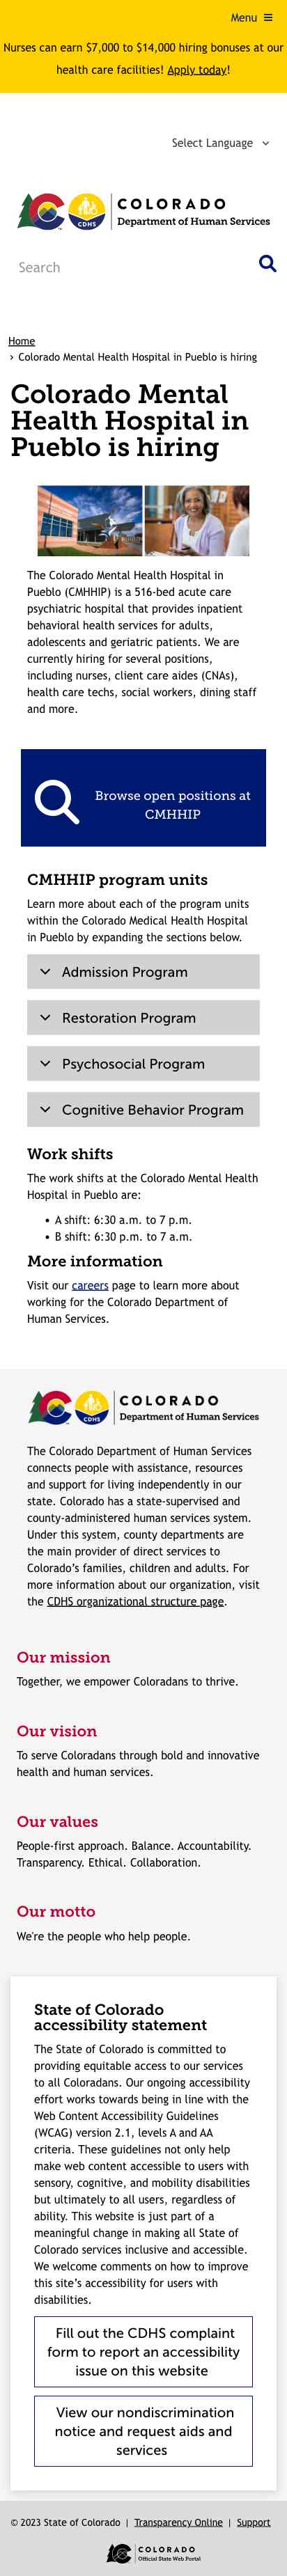 Menu
Nurses can earn $7,000 to $14,000 hiring bonuses at our
health care facilities! Apply today!
Select Language
COLORADO
Department of Human Services
CDHS
Search
Home
› Colorado Mental Health Hospital in Pueblo is hiring
Colorado Mental
Health Hospital in
Pueblo is hiring
The Colorado Mental Health Hospital in
Pueblo (CMHHIP) is a 516-bed acute care
psychiatric hospital that provides inpatient
behavioral health services for adults,
adolescents and geriatric patients. We are
currently hiring for several positions,
including nurses, client care aides (CNAs),
health care techs, social workers, dining staff
and more.
Browse open positions at
CMHHIP
CMHHIP program units
Learn more about each of the program units
within the Colorado Medical Health Hospital
in Pueblo by expanding the sections below.
Admission Program
Restoration Program
Psychosocial Program
Cognitive Behavior Program
Work shifts
The work shifts at the Colorado Mental Health
Hospital in Pueblo are:
• A shift: 6:30 a.m. to 7 p.m.
• B shift: 6:30 p.m. to 7 a.m.
More information
Visit our careers page to learn more about
working for the Colorado Department of
Human Services.
COLORADO
Department of Human Services
CDHS
The Colorado Department of Human Services
connects people with assistance, resources
and support for living independently in our
state. Colorado has a state-supervised and
county-administered human services system.
Under this system, county departments are
the main provider of direct services to
Colorado’s families, children and adults. For
more information about our organization, visit
the CDHS organizational structure page.
Our mission
Together, we empower Coloradans to thrive.
Our vision
To serve Coloradans through bold and innovative
health and human services.
Our values
People-first approach. Balance. Accountability.
Transparency. Ethical. Collaboration.
Our motto
We're the people who help people.
State of Colorado
accessibility statement
The State of Colorado is committed to
providing equitable access to our services
to all Coloradans. Our ongoing accessibility
effort works towards being in line with the
Web Content Accessibility Guidelines
(WCAG) version 2.1, levels A and AA
criteria. These guidelines not only help
make web content accessible to users with
sensory, cognitive, and mobility disabilities
but ultimately to all users, regardless of
ability. This website is just part of a
meaningful change in making all State of
Colorado services inclusive and accessible.
We welcome comments on how to improve
this site’s accessibility for users with
disabilities.
Fill out the CDHS complaint
form to report an accessibility
issue on this website
View our nondiscrimination
notice and request aids and
services
© 2023 State of Colorado | Transparency Online | Support
COLORADO
Official State Web Portal